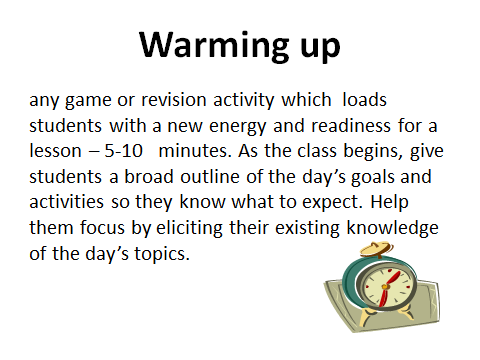 Warming up
any game or revision activity which  loads
students with a new energy and readiness for a
lesson – 5-10   minutes. As the class begins, give
students a broad outline of the day’s goals and
activities so they know what to expect. Help
them focus by eliciting their existing knowledge
of the day’s topics.